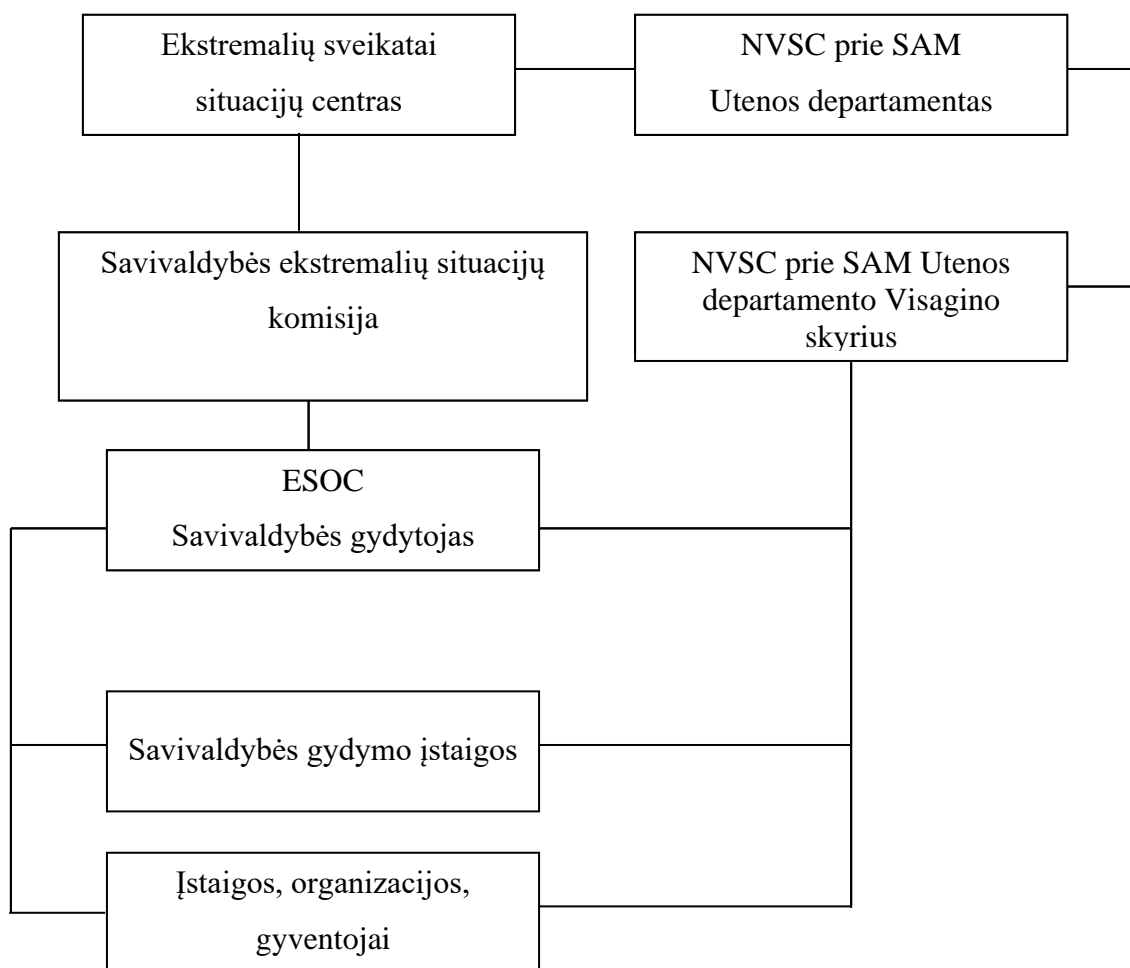 Ekstremalių sveikatai
situacijų centras
NVSC prie SAM
Utenos departamentas
Savivaldybės ekstremalių situacijų
komisija
NVSC prie SAM Utenos
departamento Visagino
skyrius
ESOC
Savivaldybės gydytojas
Savivaldybės gydymo įstaigos
Įstaigos, organizacijos,
gyventojai